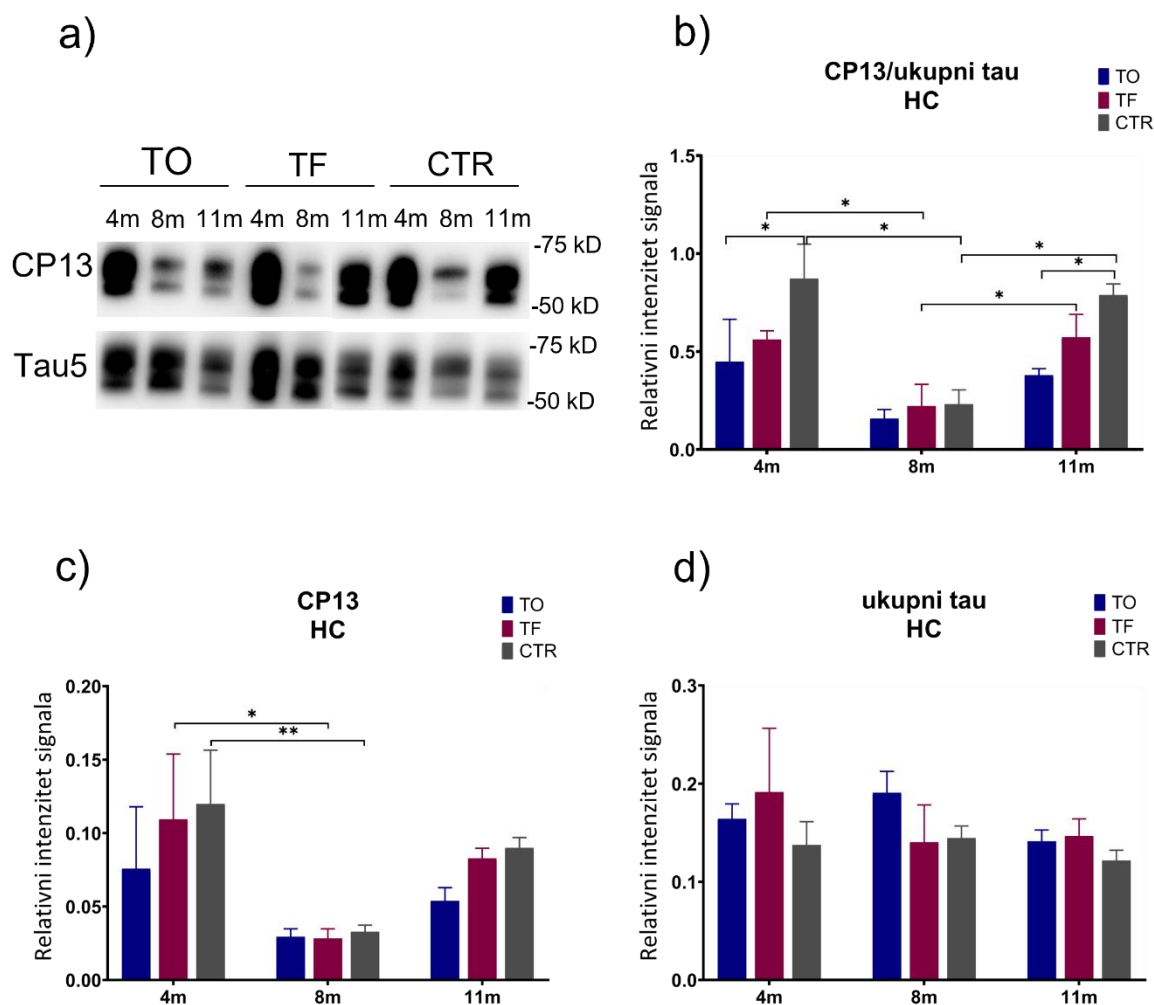 a)
TO TF CTR
4m 8m 11m 4m 8m 11m 4m 8m 11m
CP13
-75 kD
-50 kD
Tau5
-75 kD
-50 kD
b)
CP13/ukupni tau
HC
TO
TF
CTR
Relativni intenzitet signala
1.5
1.0
0.5
0.0
* * * * * *
4m 8m 11m
c)
CP13
HC
TO
TF
CTR
Relativni intenzitet signala
0.20
0.15
0.10
0.05
0.00
*
**
4m 8m 11m
d)
ukupni tau
HC
TO
TF
CTR
Relativni intenzitet signala
0.3
0.2
0.1
0.0
4m 8m 11m